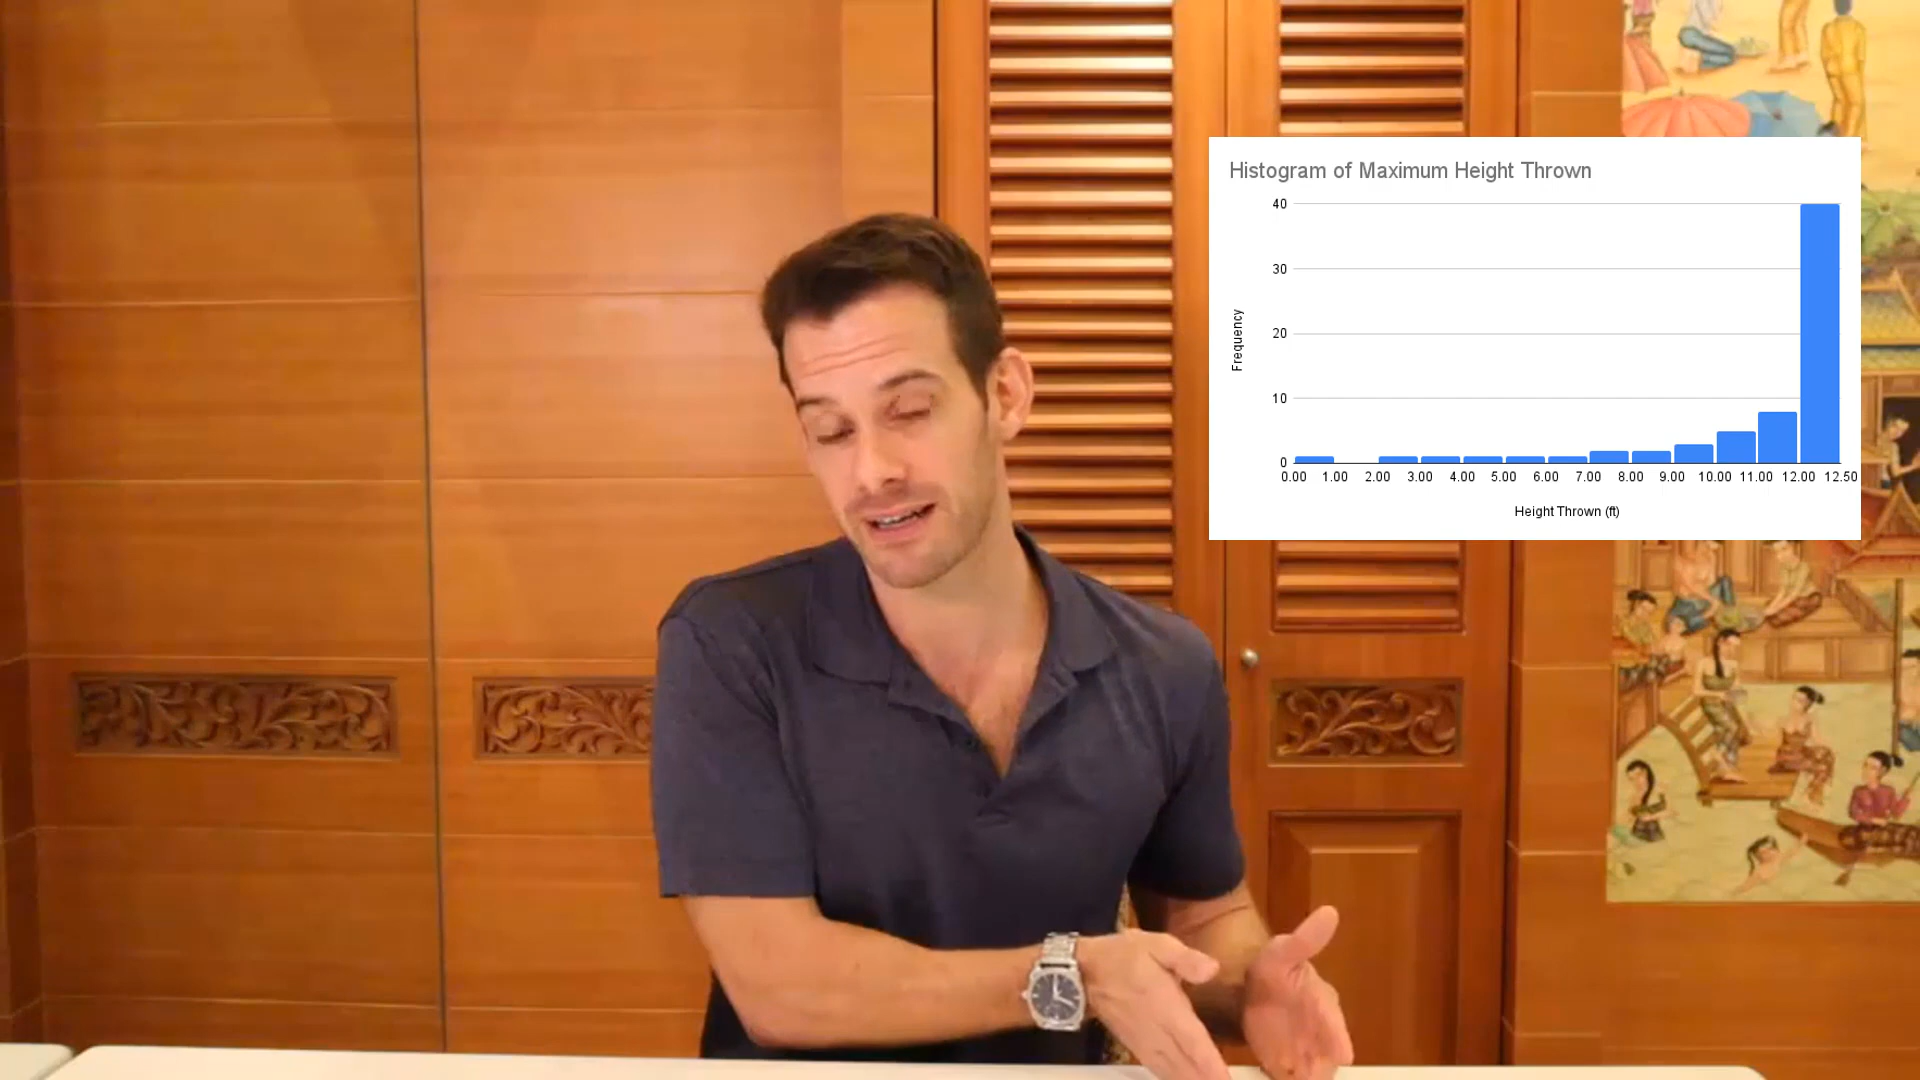 Histogram of Maximum Height Thrown
40
30
20
10
0
Frequency
0.00 1.00 2.00 3.00 4.00 5.00 6.00 7.00 8.00 9.00 10.00 11.00 12.00 12.50
Height Thrown (ft)